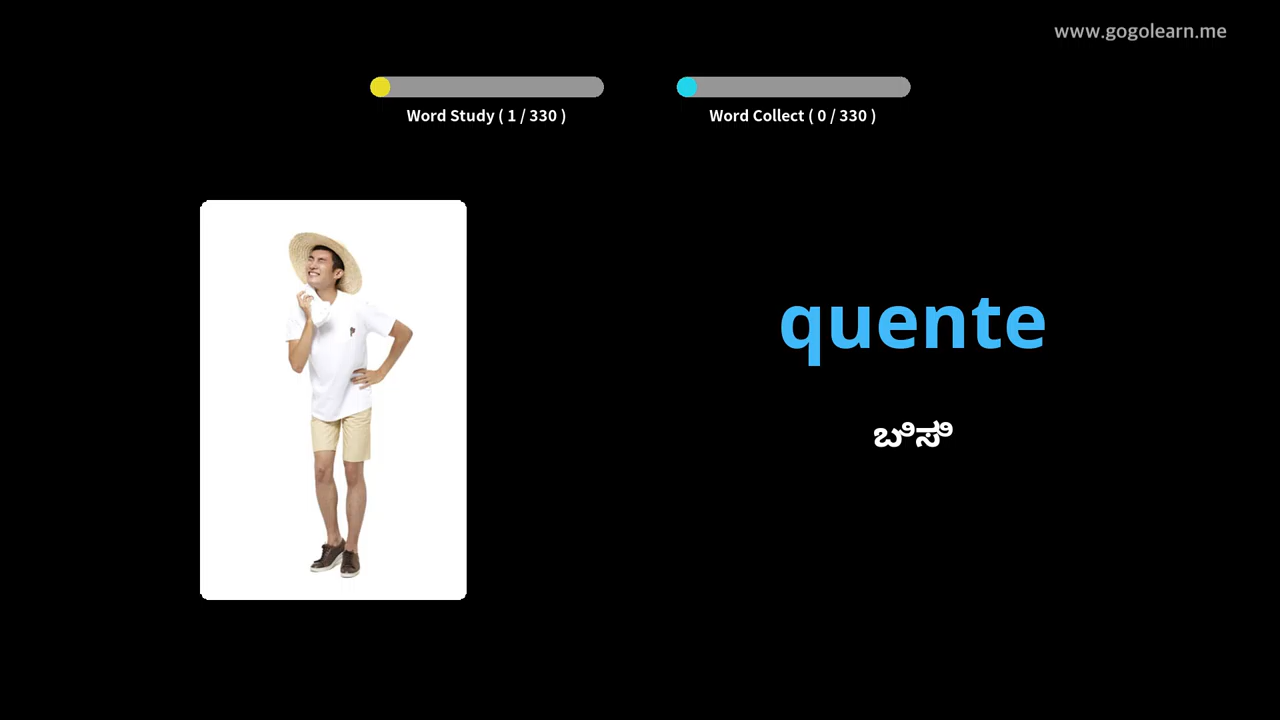 www.gogolearn.me
Word Study ( 1 / 330 )
Word Collect ( 0 / 330 )
quente
ಬಿಸಿ